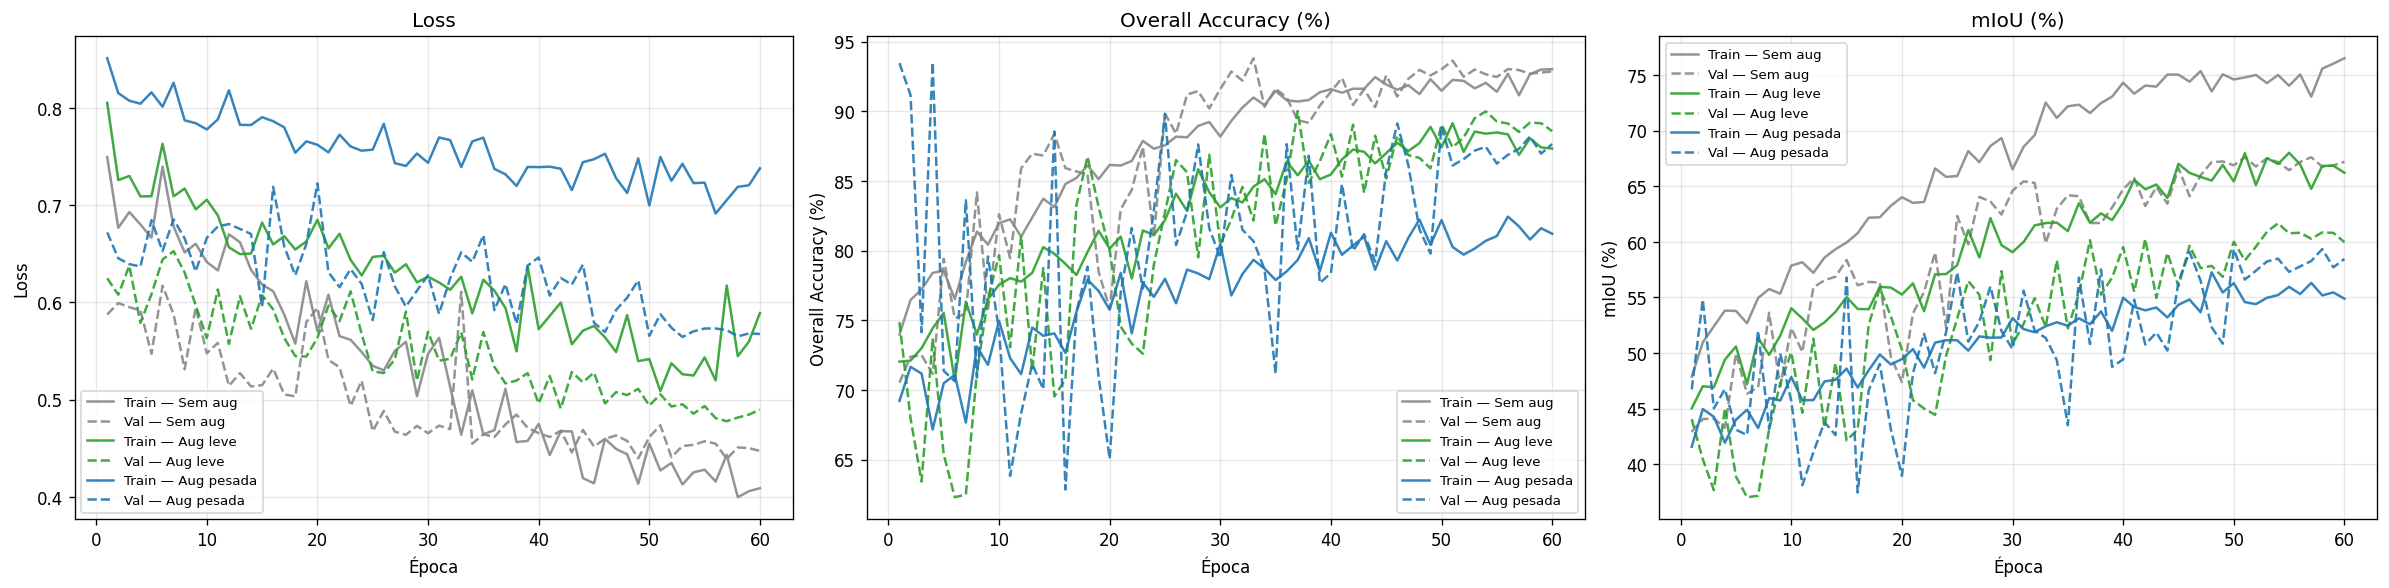 Loss
Loss
0.8
0.7
0.6
0.5
0.4
Train — Sem aug
Val — Sem aug
Train — Aug leve
Val — Aug leve
Train — Aug pesada
Val — Aug pesada
0 10 20 30 40 50 60
Época
Overall Accuracy (%)
Overall Accuracy (%)
95
90
85
80
75
70
65
Train — Sem aug
Val — Sem aug
Train — Aug leve
Val — Aug leve
Train — Aug pesada
Val — Aug pesada
0 10 20 30 40 50 60
Época
mIoU (%)
mIoU (%)
75
70
65
60
55
50
45
40
Train — Sem aug
Val — Sem aug
Train — Aug leve
Val — Aug leve
Train — Aug pesada
Val — Aug pesada
0 10 20 30 40 50 60
Época